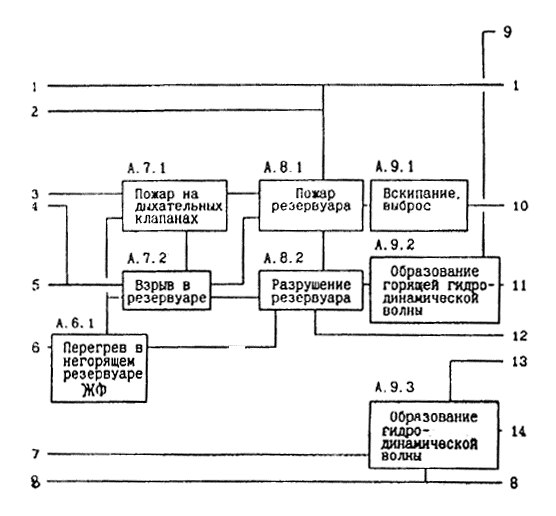 9
1
1
2
А.7.1
А.8.1
А.9.1
3
Пожар на
дыхательных
клапанах
Пожар
резервуара
Вскипание,
выброс
4
10
А.7.2
А.8.2
А.9.2
5
Взрыв в
резервуаре
Разрушение
резервуара
Образование
горящей гидро-
динамической
волны
11
А.6.1
12
6
Перегрев в
негорящем
резервуаре
ЖФ
13
А.9.3
Образование
гидро-
динамической
волны
14
7
8
8